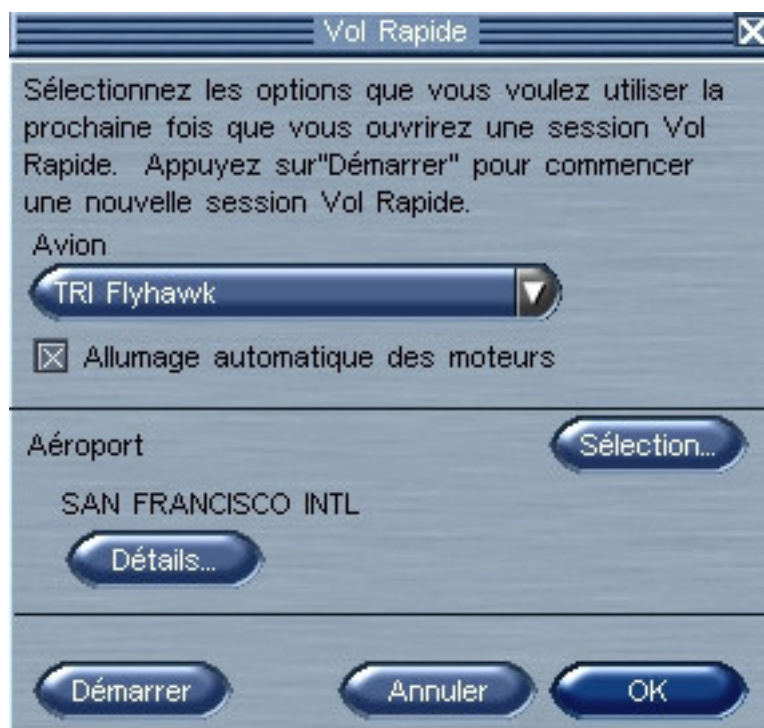 Vol Rapide
Sélectionnez les options que vous voulez utiliser la
prochaine fois que vous ouvrirez une session Vol
Rapide. Appuyez sur"Démarrer" pour commencer
une nouvelle session Vol Rapide.
Avion
TRI Flyhawk
Allumage automatique des moteurs
Aéroport
Sélection...
SAN FRANCISCO INTL
Détails...
Démarrer
Annuler
OK